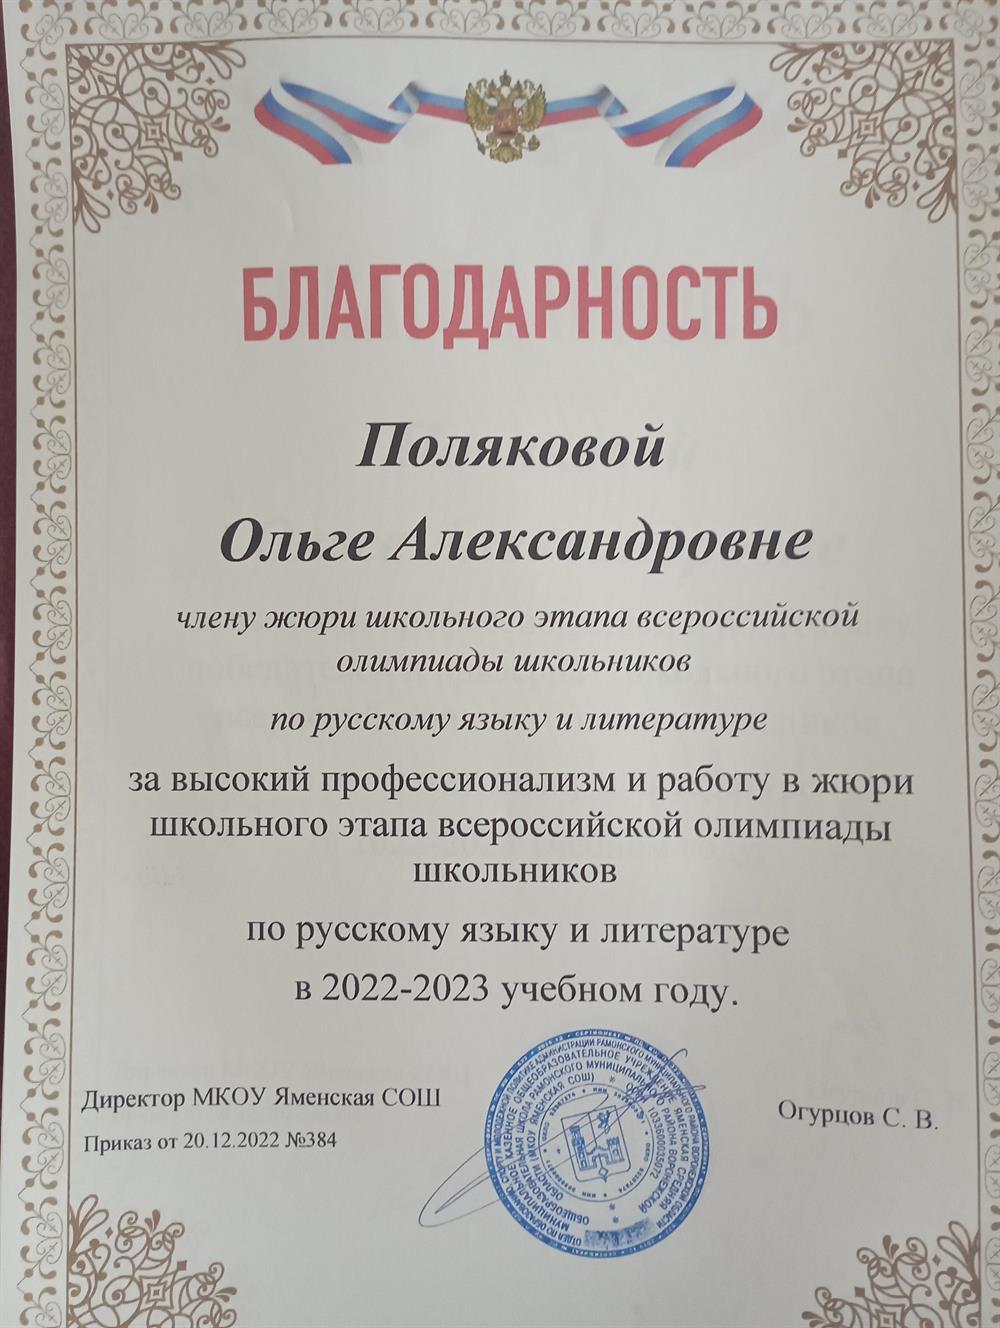 БЛАГОДАРНОСТЬ
Поляковой
Ольге Александровне
члену жюри школьного этапа всероссийской
олимпиады школьников
по русскому языку и литературе
за высокий профессионализм и работу в жюри
школьного этапа всероссийской олимпиады
школьников
по русскому языку и литературе
в 2022-2023 учебном году.
Директор МКОУ Яменская СОШ
Огурцов С. В.
Приказ от 20.12.2022 №384